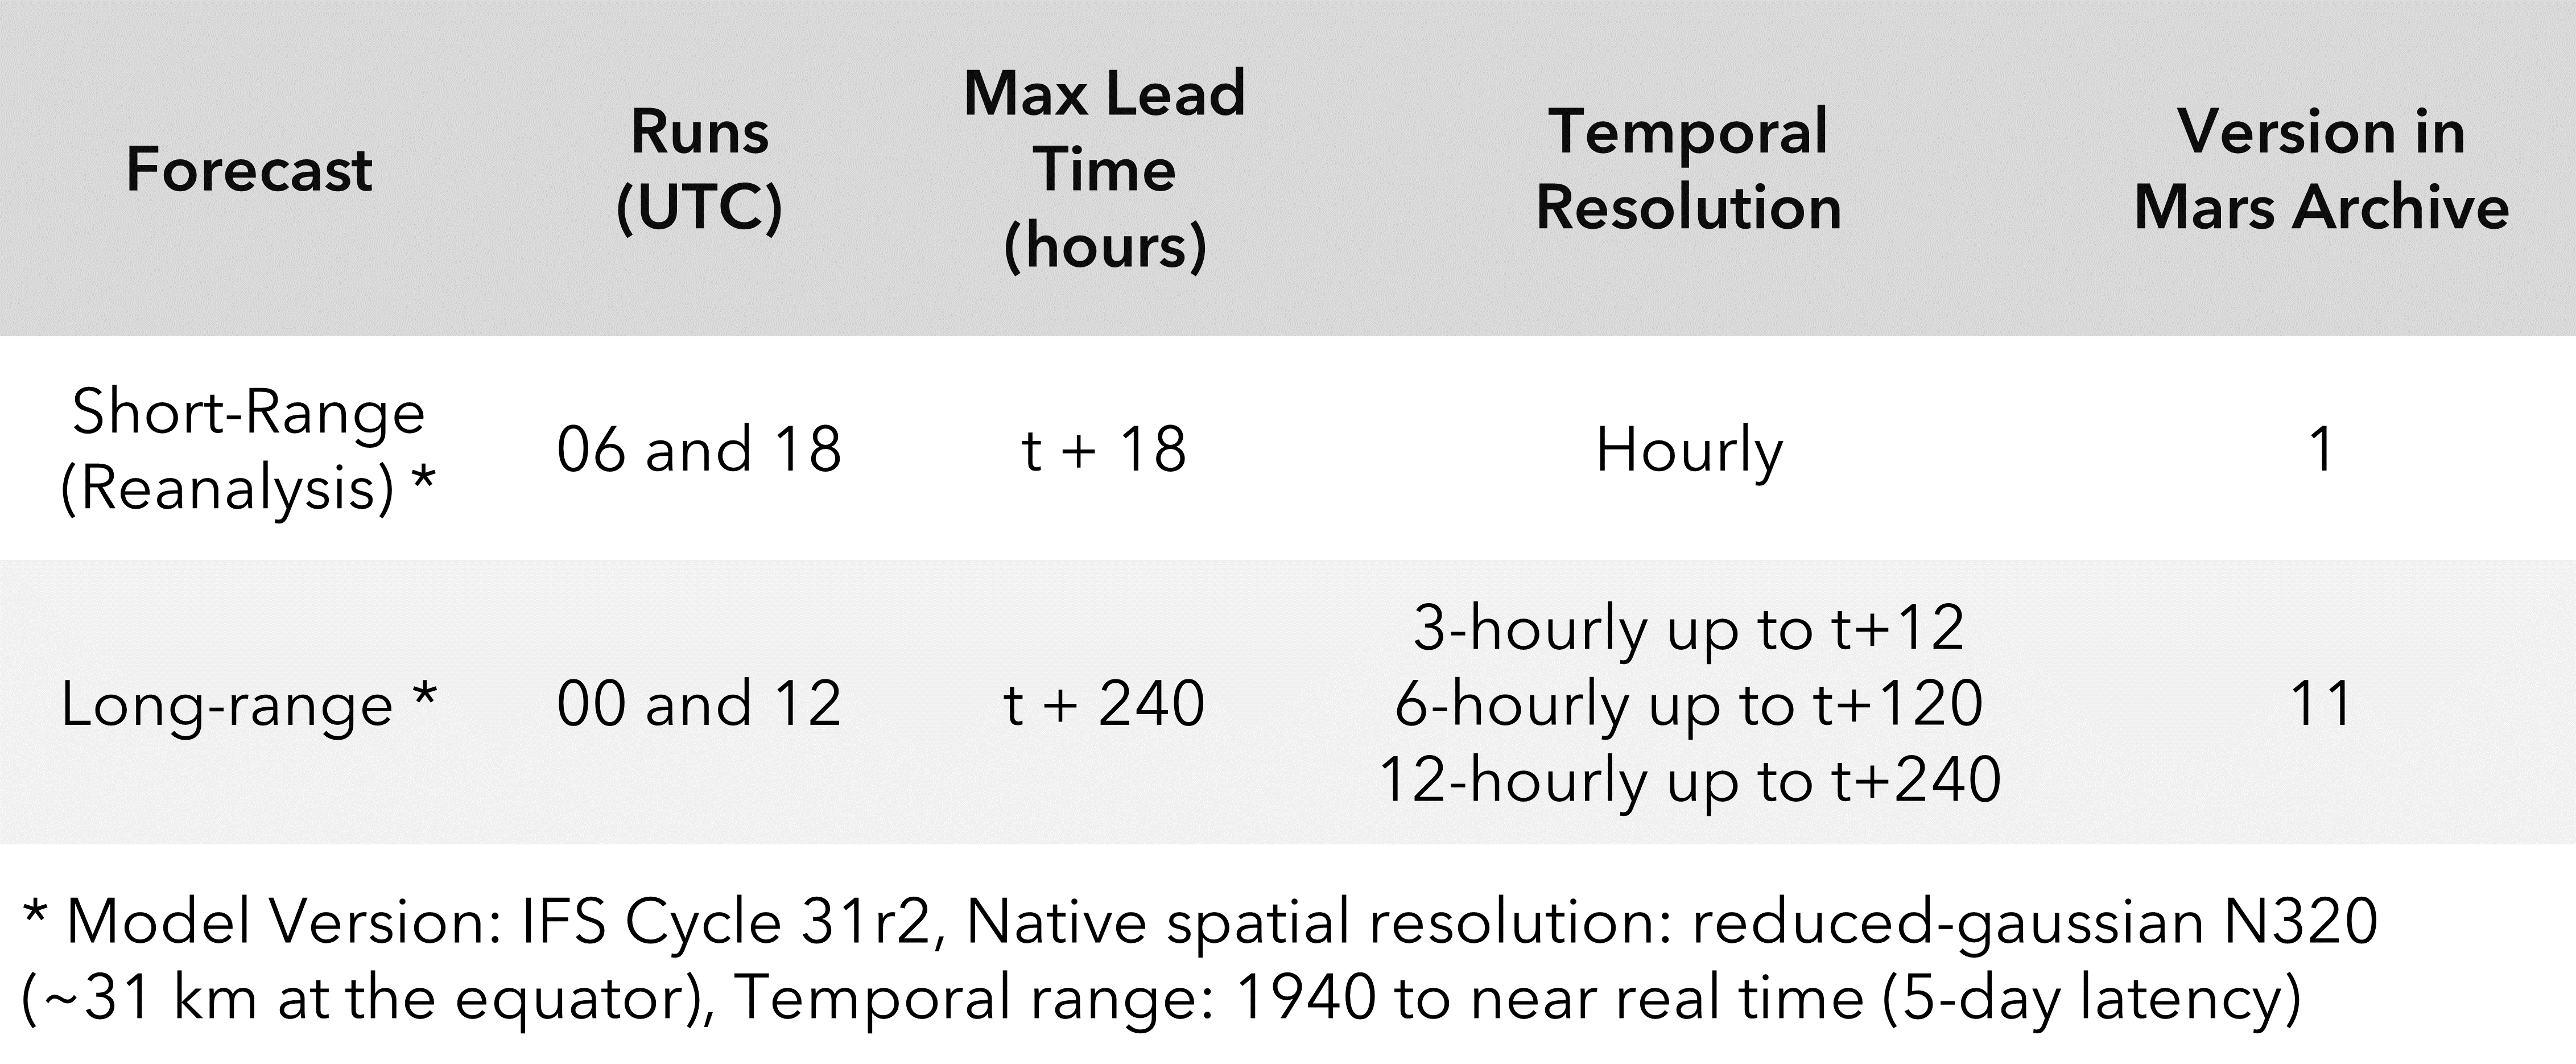 Forecast
Runs
(UTC)
Max Lead
Time
(hours)
Temporal
Resolution
Version in
Mars Archive
Short-Range
(Reanalysis) *
06 and 18
t + 18
Hourly
1
Long-range *
00 and 12
t + 240
3-hourly up to t+12
6-hourly up to t+120
12-hourly up to t+240
11
* Model Version: IFS Cycle 31r2, Native spatial resolution: reduced-gaussian N320
(~31 km at the equator), Temporal range: 1940 to near real time (5-day latency)